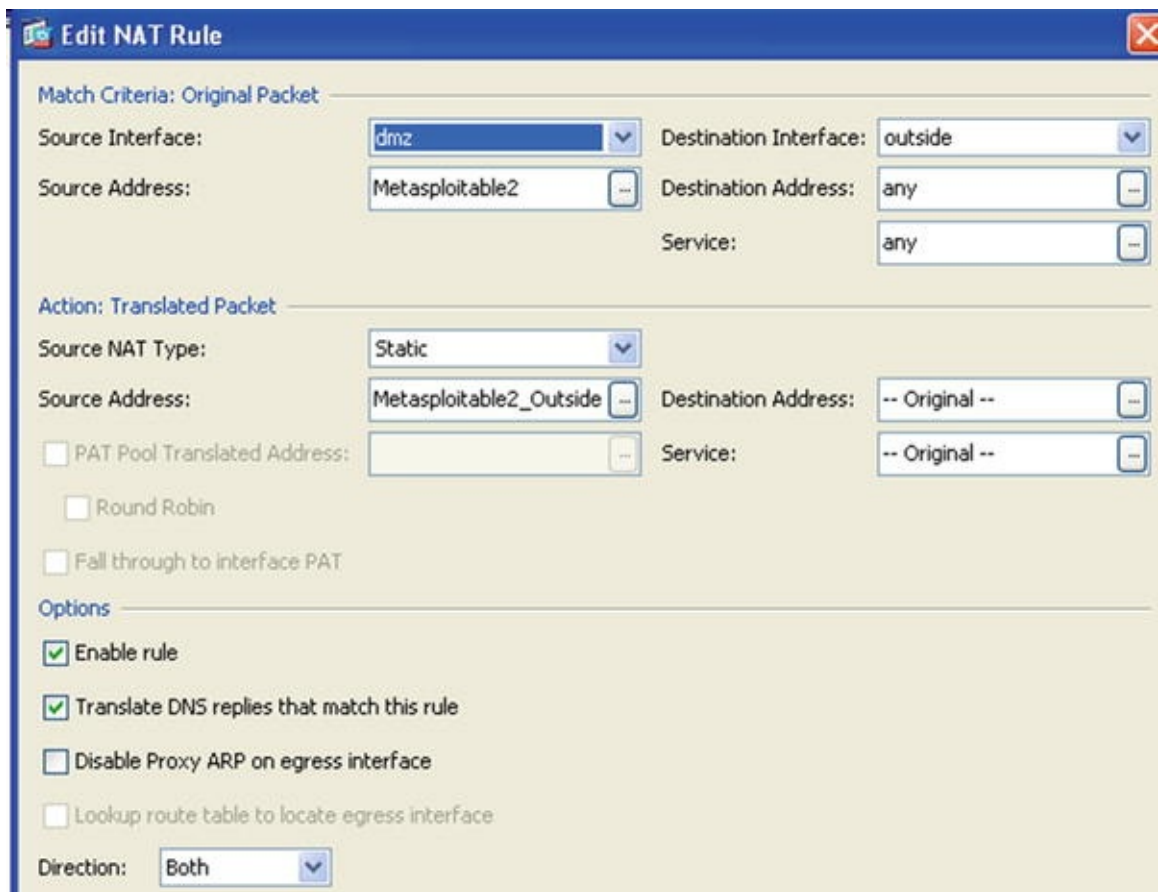 Edit NAT Rule
Match Criteria: Original Packet
Source Interface: dmz Destination Interface: outside
Source Address: Metasploitable2 ... Destination Address: any ...
Service: any ...
Action: Translated Packet
Source NAT Type: Static
Source Address: Metasploitable2_Outside ... Destination Address: -- Original -- ...
PAT Pool Translated Address: ... Service: -- Original -- ...
Round Robin
Fall through to interface PAT
Options
Enable rule
Translate DNS replies that match this rule
Disable Proxy ARP on egress interface
Lookup route table to locate egress interface
Direction: Both